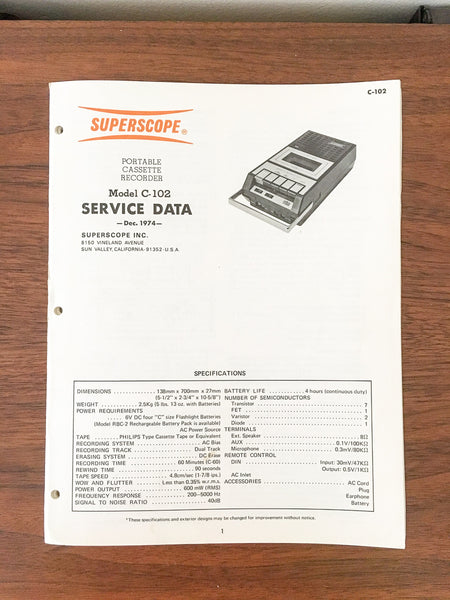 C-102
SUPERSCOPE®
PORTABLE
CASSETTE
RECORDER
Model C-102
SERVICE DATA
—Dec. 1974—
SUPERSCOPE INC.
8150 VINELAND AVENUE
SUN VALLEY, CALIFORNIA · 91352 · U.S.A.
SPECIFICATIONS
DIMENSIONS 138mm x 700mm x 27mm
(5-1/2" x 2-3/4" x 10-5/8")
WEIGHT 2.5Kg (5 lbs. 13 oz. with Batteries)
POWER REQUIREMENTS
6V DC four "C" size Flashlight Batteries
(Model RBC-2 Rechargeable Battery Pack is available)
AC Power Source
TAPE PHILIPS Type Cassette Tape or Equivalent
RECORDING SYSTEM AC Bias
RECORDING TRACK Dual Track
ERASING SYSTEM DC Erase
RECORDING TIME 60 Minutes (C-60)
REWIND TIME 90 seconds
TAPE SPEED 4.8cm/sec (1-7/8 ips.)
WOW AND FLUTTER Less than 0.35% w.r.m.s.
POWER OUTPUT 600 mW (RMS)
FREQUENCY RESPONSE 200–5000 Hz
SIGNAL TO NOISE RATIO 40dB
BATTERY LIFE 4 hours (continuous duty)
NUMBER OF SEMICONDUCTORS
Transistor 7
FET 1
Varistor 2
Diode 1
TERMINALS
Ext. Speaker 8Ω
AUX 0.1V/100KΩ
Microphone 0.3mV/80KΩ
REMOTE CONTROL
DIN Input: 30mV/47KΩ
Output: 0.5V/1KΩ
AC Inlet
ACCESSORIES AC Cord
Plug
Earphone
Battery
*These specifications and exterior designs may be changed for improvement without notice.
1